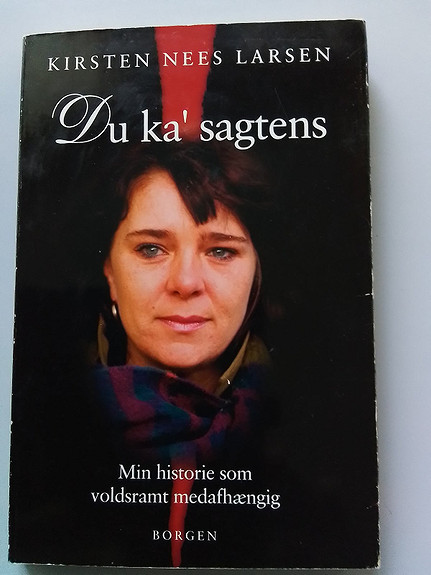 KIRSTEN NEES LARSEN
Du ka' sagtens
Min historie som
voldsramt medafhængig
BORGEN